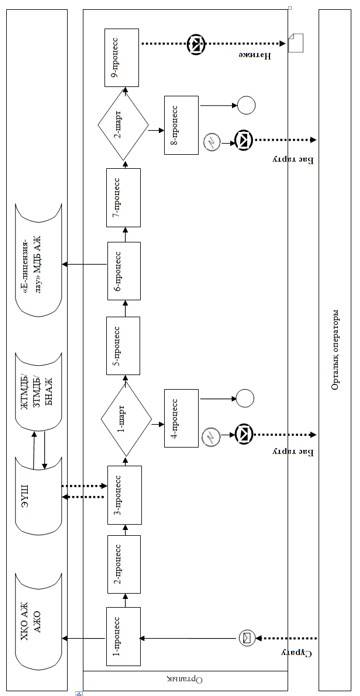 ХҚО АЖ
АЖО
ЭҮШ
ЖТМДБ/
ЗТМДБ/
БНАЖ
«Е-лицензия-
лау» МДБ АЖ
Орталық
1-процесс
2-процесс
3-процесс
1-шарт
4-процесс
5-процесс
6-процесс
7-процесс
2-шарт
8-процесс
9-процесс
Сұрату
Бас тарту
Бас тарту
Нәтиже
Орталық операторы